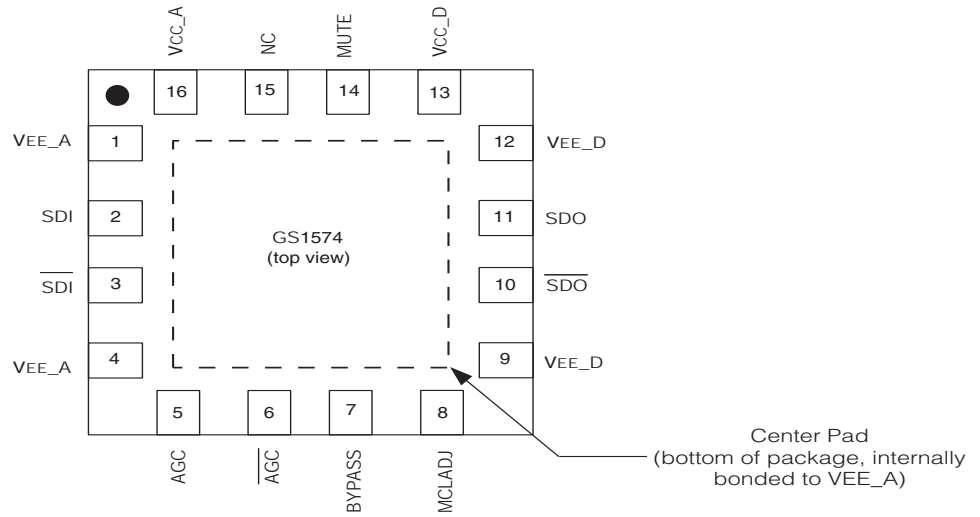 VCC_A
NC
MUTE
VCC_D
16
15
14
13
VEE_A
1
12
VEE_D
SDI
2
11
SDO
GS1574
(top view)
SDI
3
10
SDO
VEE_A
4
9
VEE_D
5
6
7
8
AGC
AGC
BYPASS
MCLADJ
Center Pad
(bottom of package, internally
bonded to VEE_A)